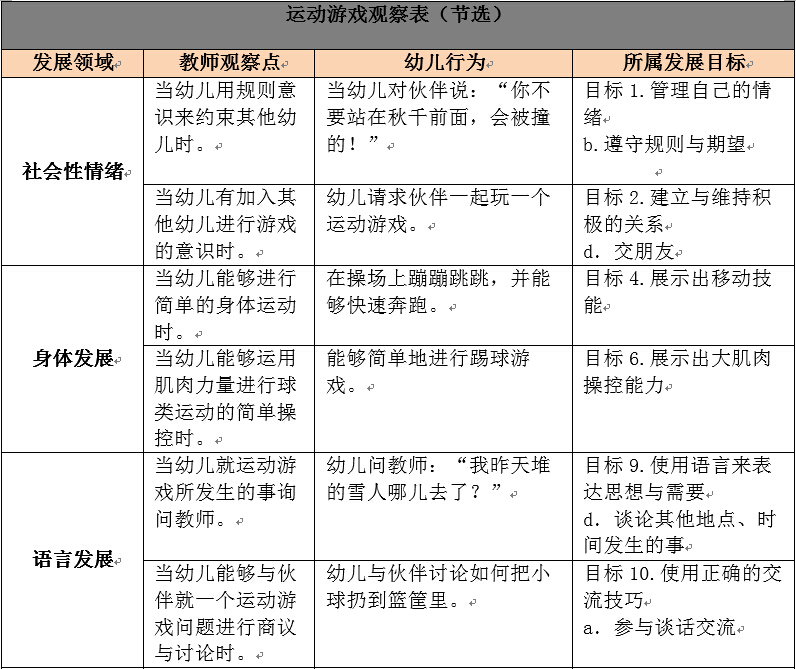 运动游戏观察表（节选）
发展领域 教师观察点 幼儿行为 所属发展目标
社会性情绪
当幼儿用规则意
识来约束其他幼
儿时。
当幼儿对伙伴说：“你不
要站在秋千前面，会被撞
的！”
目标 1.管理自己的情
绪
b.遵守规则与期望
当幼儿有加入其
他幼儿进行游戏
的意识时。
幼儿请求伙伴一起玩一个
运动游戏。
目标 2.建立与维持积
极的关系
d．交朋友
身体发展
当幼儿能够进行
简单的身体运动
时。
在操场上蹦蹦跳跳，并能
够快速奔跑。
目标 4.展示出移动技
能
当幼儿能够运用
肌肉力量进行球
类运动的简单操
控时。
能够简单地进行踢球游
戏。
目标 6.展示出大肌肉
操控能力
语言发展
当幼儿就运动游
戏所发生的事询
问教师。
幼儿问教师：“我昨天堆
的雪人哪儿去了？”
目标 9.使用语言来表
达思想与需要
d．谈论其他地点、时
间发生的事
当幼儿能够与伙
伴就一个运动游
戏问题进行商议
与讨论时。
幼儿与伙伴讨论如何把小
球扔到篮筐里。
目标 10.使用正确的交
流技巧
a．参与谈话交流